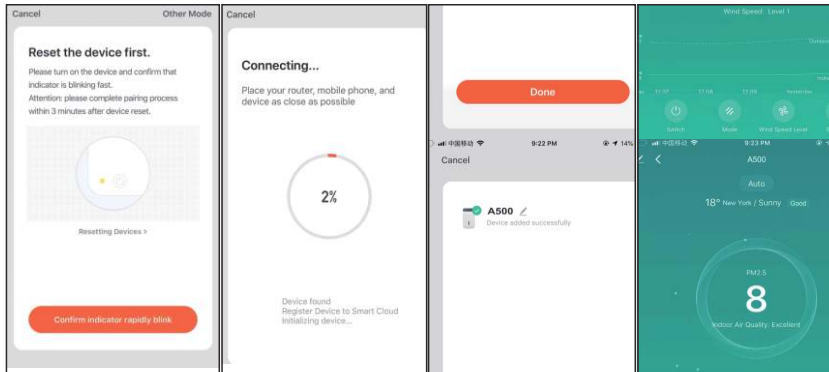 Cancel Other Mode
Reset the device first.
Please turn on the device and confirm that
indicator is blinking fast.
Attention: please complete pairing process
within 3 minutes after device reset.
Resetting Devices >
Confirm indicator rapidly blink
Cancel
Connecting...
Place your router, mobile phone, and
device as close as possible
2%
Device found
Register Device to Smart Cloud
Initializing device...
Done
中国移动 9:22 PM 14%
Cancel
A500
Device added successfully
Wind Speed: Level 1
Yesterday
Switch Mode Wind Speed Level
中国移动 9:23 PM
A500
Auto
18° New York / Sunny Good
PM2.5
8
Indoor Air Quality: Excellent